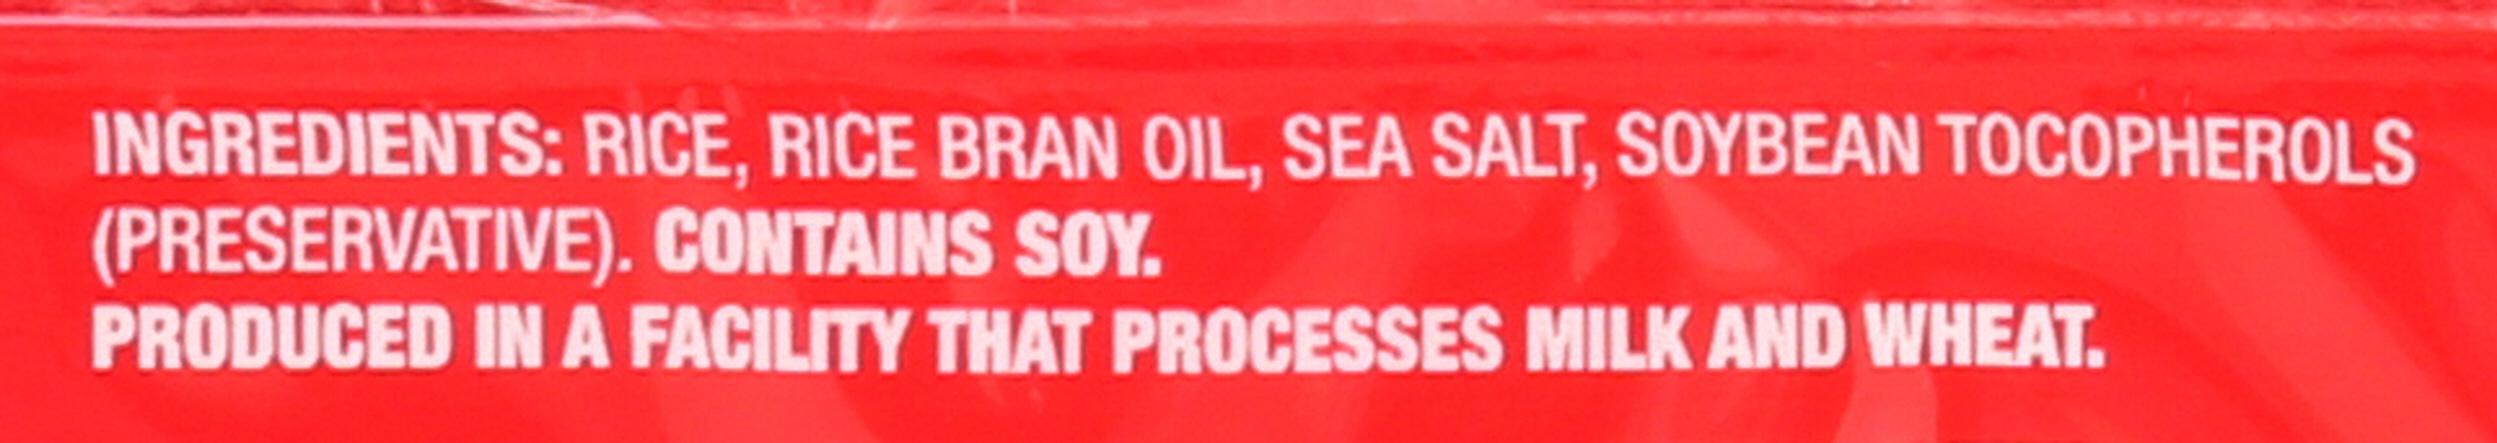 INGREDIENTS: RICE, RICE BRAN OIL, SEA SALT, SOYBEAN TOCOPHEROLS
(PRESERVATIVE). CONTAINS SOY.
PRODUCED IN A FACILITY THAT PROCESSES MILK AND WHEAT.